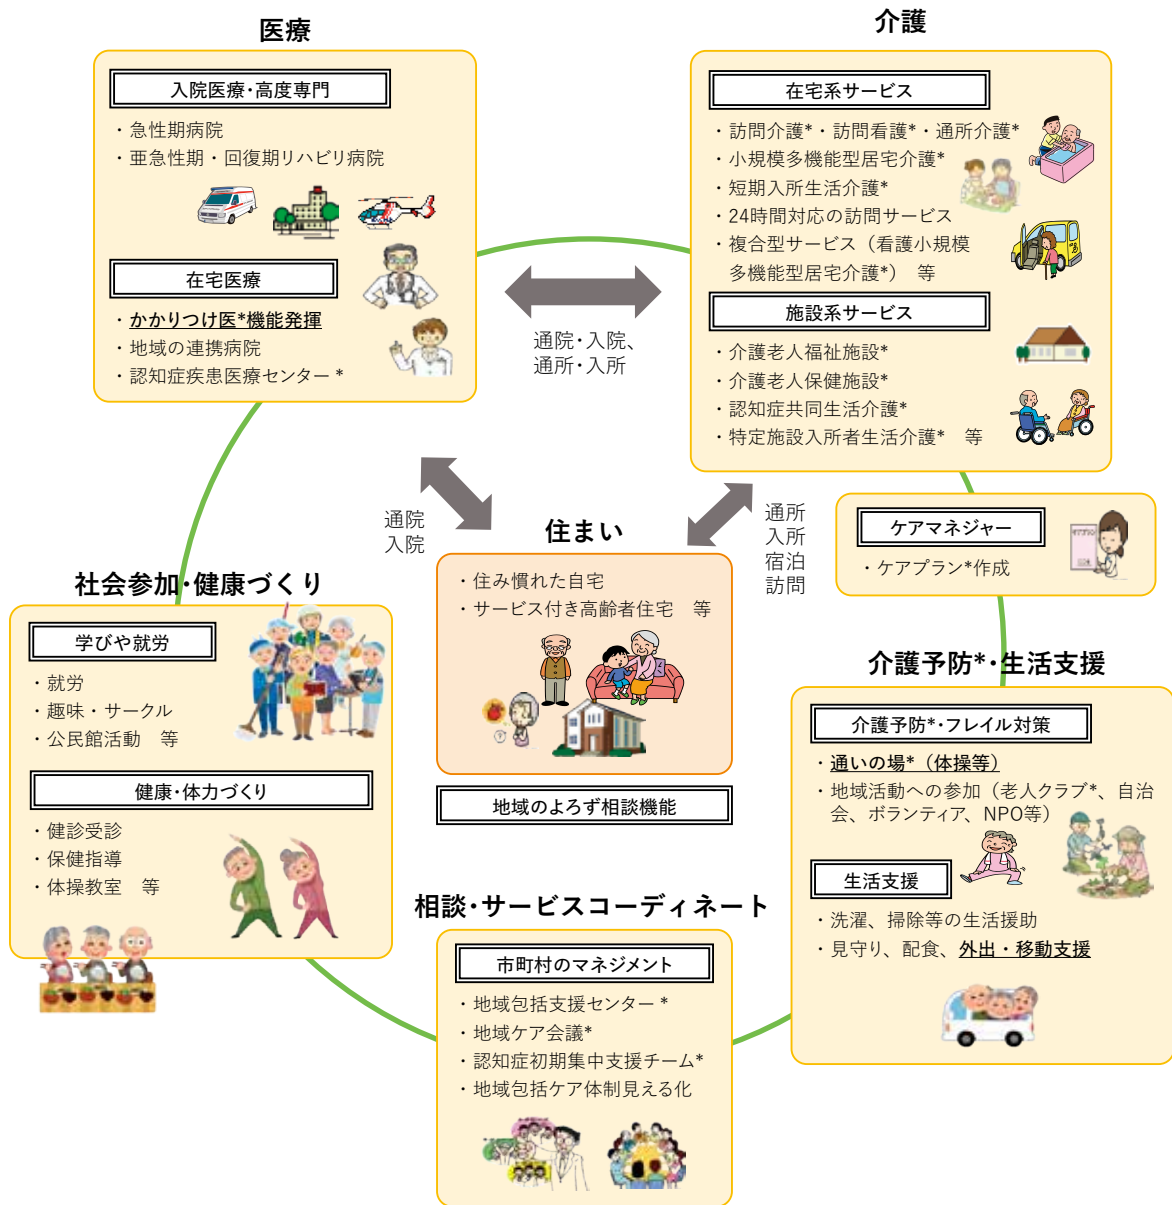 医療
入院医療・高度専門
・急性期病院
・亜急性期・回復期リハビリ病院
在宅医療
・かかりつけ医*機能発揮
・地域の連携病院
・認知症疾患医療センター *
介護
在宅系サービス
・訪問介護*・訪問看護*・通所介護*
・小規模多機能型居宅介護*
・短期入所生活介護*
・24時間対応の訪問サービス
・複合型サービス（看護小規模
多機能型居宅介護*） 等
施設系サービス
・介護老人福祉施設*
・介護老人保健施設*
・認知症共同生活介護*
・特定施設入所者生活介護* 等
通院・入院、
通所・入所
通院
入院
通所
入所
宿泊
訪問
ケアマネジャー
・ケアプラン*作成
ケアプラン
住まい
・住み慣れた自宅
・サービス付き高齢者住宅 等
地域のよろず相談機能
社会参加・健康づくり
学びや就労
・就労
・趣味・サークル
・公民館活動 等
健康・体力づくり
・健診受診
・保健指導
・体操教室 等
介護予防*・生活支援
介護予防*・フレイル対策
・通いの場*（体操等）
・地域活動への参加（老人クラブ*、自治
会、ボランティア、NPO等）
生活支援
・洗濯、掃除等の生活援助
・見守り、配食、外出・移動支援
相談・サービスコーディネート
市町村のマネジメント
・地域包括支援センター *
・地域ケア会議*
・認知症初期集中支援チーム*
・地域包括ケア体制見える化